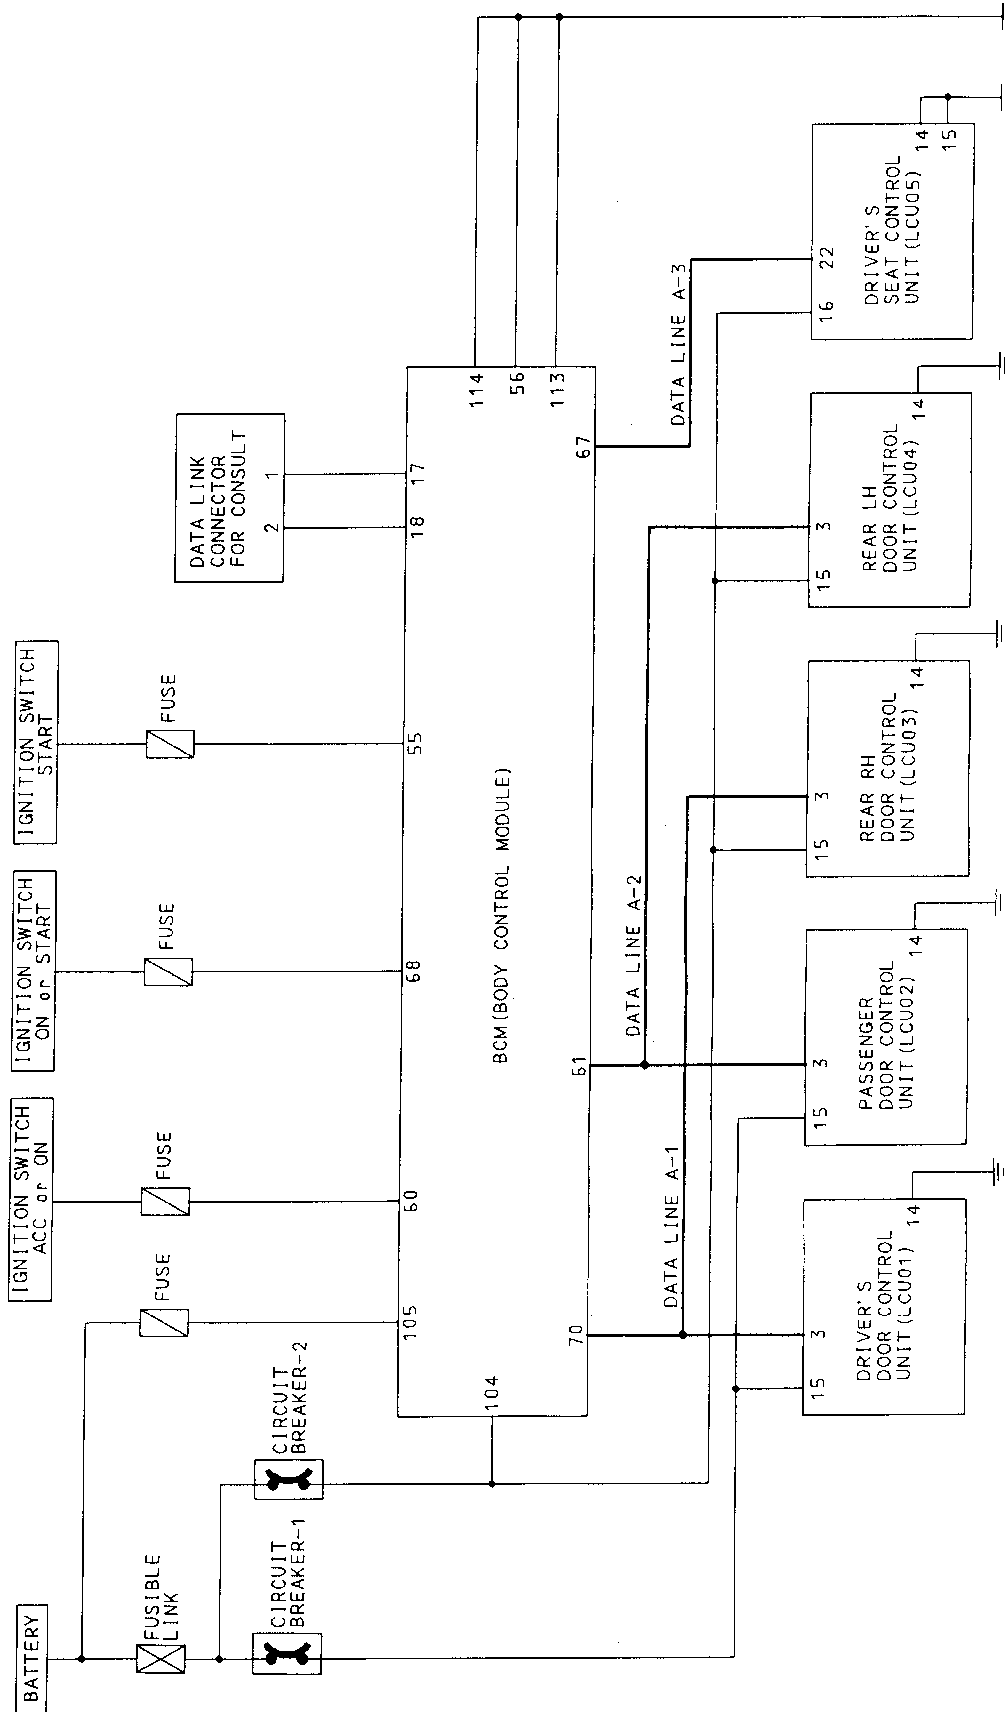 BATTERY
FUSIBLE
LINK
CIRCUIT
BREAKER-1
CIRCUIT
BREAKER-2
FUSE
IGNITION SWITCH
ACC or ON
FUSE
IGNITION SWITCH
ON or START
FUSE
IGNITION SWITCH
START
FUSE
DATA LINK
CONNECTOR
FOR CONSULT
2
1
105
60
68
55
18
17
104
BCM(BODY CONTROL MODULE)
114
56
113
70
61
67
DATA LINE A-1
DATA LINE A-2
DATA LINE A-3
15
3
DRIVER'S
DOOR CONTROL
UNIT(LCU01)
14
15
3
PASSENGER
DOOR CONTROL
UNIT(LCU02)
14
15
3
REAR RH
DOOR CONTROL
UNIT(LCU03)
14
15
3
REAR LH
DOOR CONTROL
UNIT(LCU04)
14
16
22
DRIVER'S
SEAT CONTROL
UNIT(LCU05)
14
15